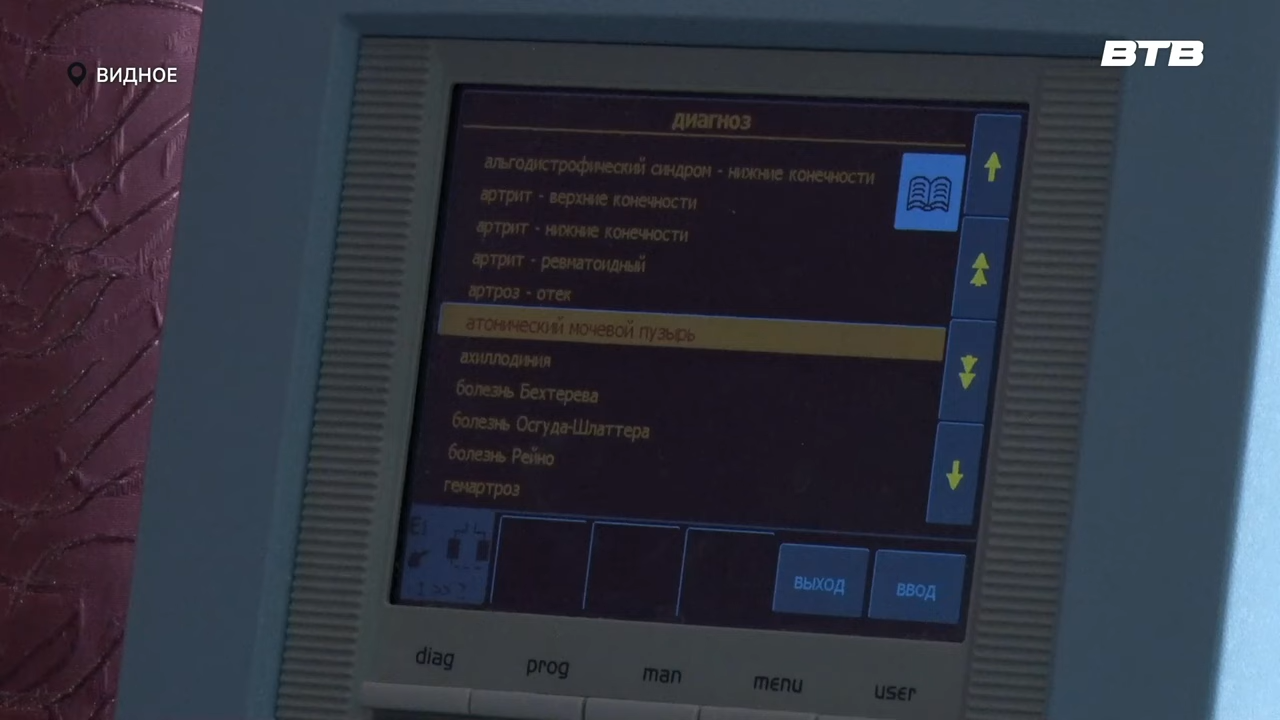 ВИДНОЕ
ВТВ
диагноз
альгодистрофический синдром - нижние конечности
артрит - верхние конечности
артрит - нижние конечности
артрит - ревматоидный
артроз - отек
атонический мочевой пузырь
ахиллодиния
болезнь Бехтерева
болезнь Осгуда-Шлаттера
болезнь Рейно
гемартроз
выход
ввод
diag
prog
man
menu
user